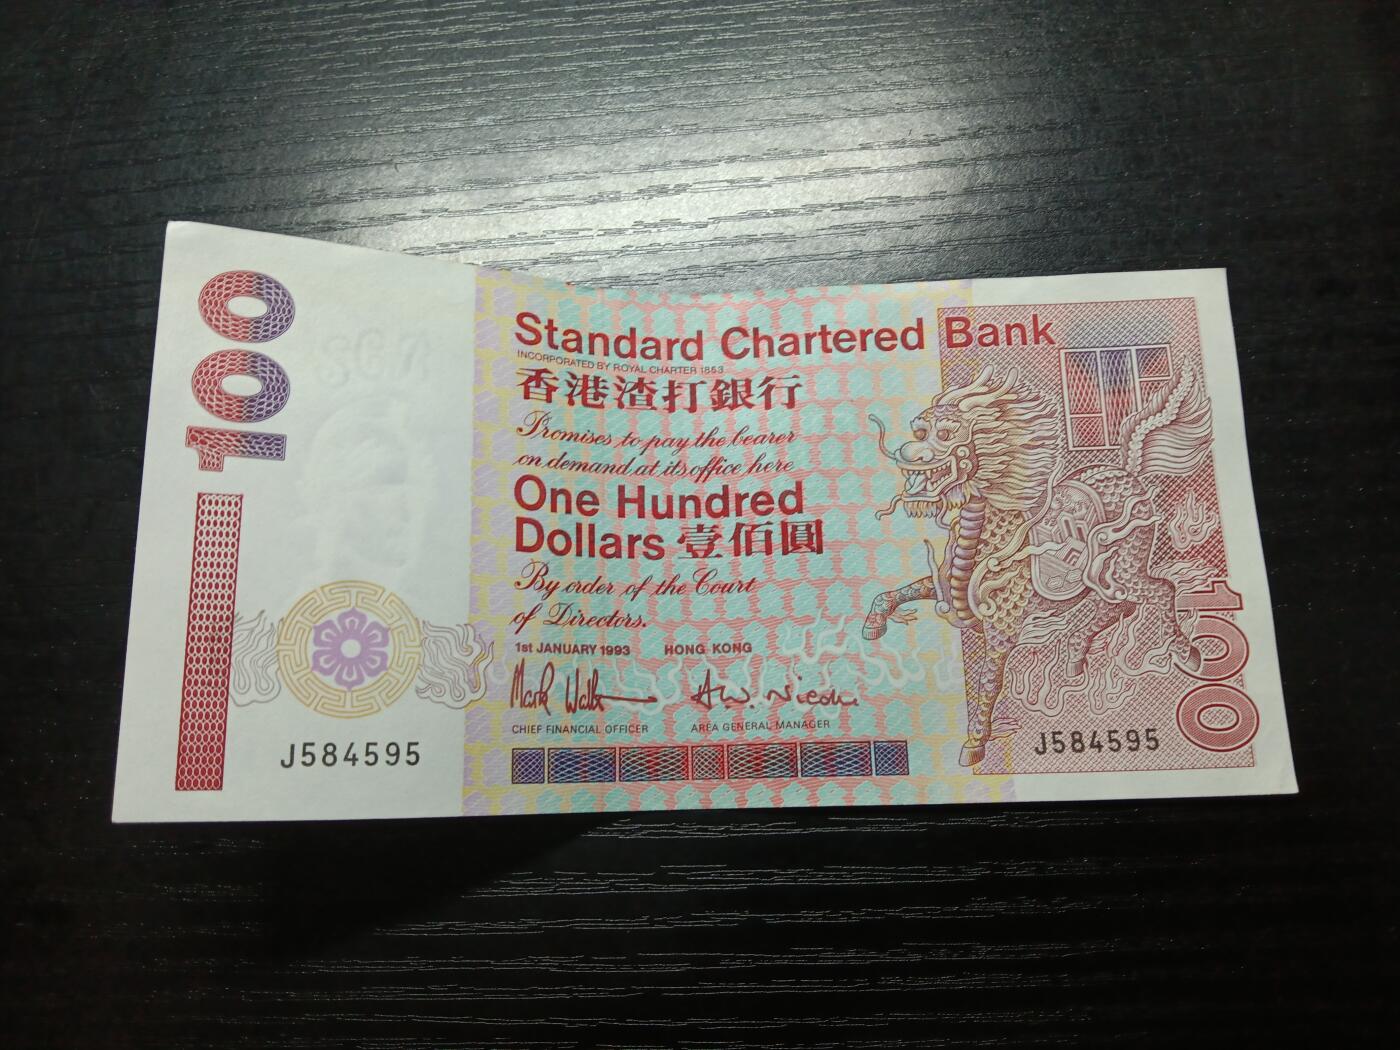 100
Standard Chartered Bank
INCORPORATED BY ROYAL CHARTER 1853
香港渣打銀行
Promises to pay the bearer
on demand at its office here
One Hundred
Dollars 壹佰圓
By order of the Court
of Directors.
1st JANUARY 1993 HONG KONG
CHIEF FINANCIAL OFFICER AREA GENERAL MANAGER
J584595
J584595
100